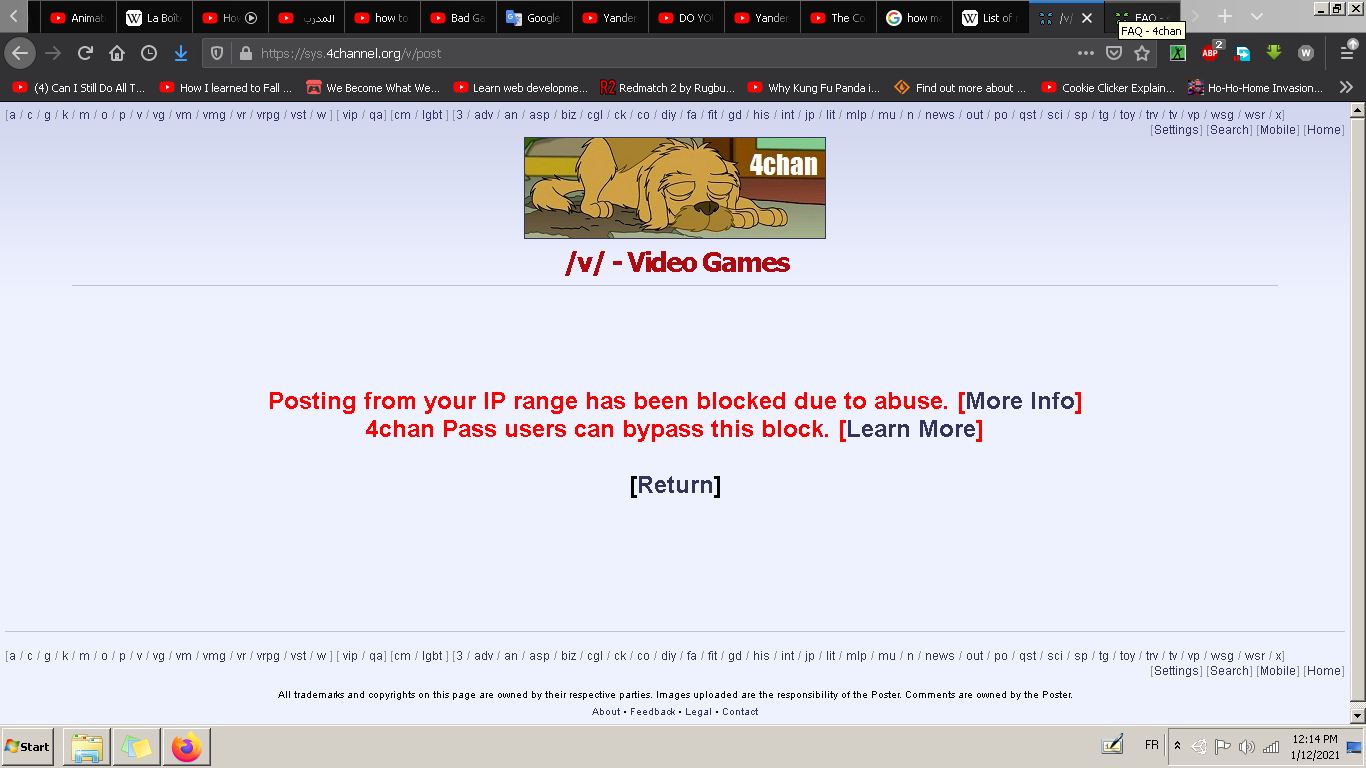 Animati
La Boît
How
المدرب
how to
Bad Ga
Google
Yander
DO YOU
Yander
The Co
how ma
List of
/v/
FAQ -
FAQ - 4chan
https://sys.4channel.org/v/post
ABP 2
W
(4) Can I Still Do All T...
How I learned to Fall ...
We Become What We...
Learn web developme...
R2 Redmatch 2 by Rugbu...
Why Kung Fu Panda i...
Find out more about ...
Cookie Clicker Explain...
Ho-Ho-Home Invasion...
[a / c / g / k / m / o / p / v / vg / vm / vmg / vr / vrpg / vst / w ] [ vip / qa] [cm / lgbt ] [3 / adv / an / asp / biz / cgl / ck / co / diy / fa / fit / gd / his / int / jp / lit / mlp / mu / n / news / out / po / qst / sci / sp / tg / toy / trv / tv / vp / wsg / wsr / x]
[Settings] [Search] [Mobile] [Home]
4chan
/v/ - Video Games
Posting from your IP range has been blocked due to abuse. [More Info]
4chan Pass users can bypass this block. [Learn More]
[Return]
[a / c / g / k / m / o / p / v / vg / vm / vmg / vr / vrpg / vst / w ] [ vip / qa] [cm / lgbt ] [3 / adv / an / asp / biz / cgl / ck / co / diy / fa / fit / gd / his / int / jp / lit / mlp / mu / n / news / out / po / qst / sci / sp / tg / toy / trv / tv / vp / wsg / wsr / x]
[Settings] [Search] [Mobile] [Home]
All trademarks and copyrights on this page are owned by their respective parties. Images uploaded are the responsibility of the Poster. Comments are owned by the Poster.
About • Feedback • Legal • Contact
Start
FR
12:14 PM
1/12/2021